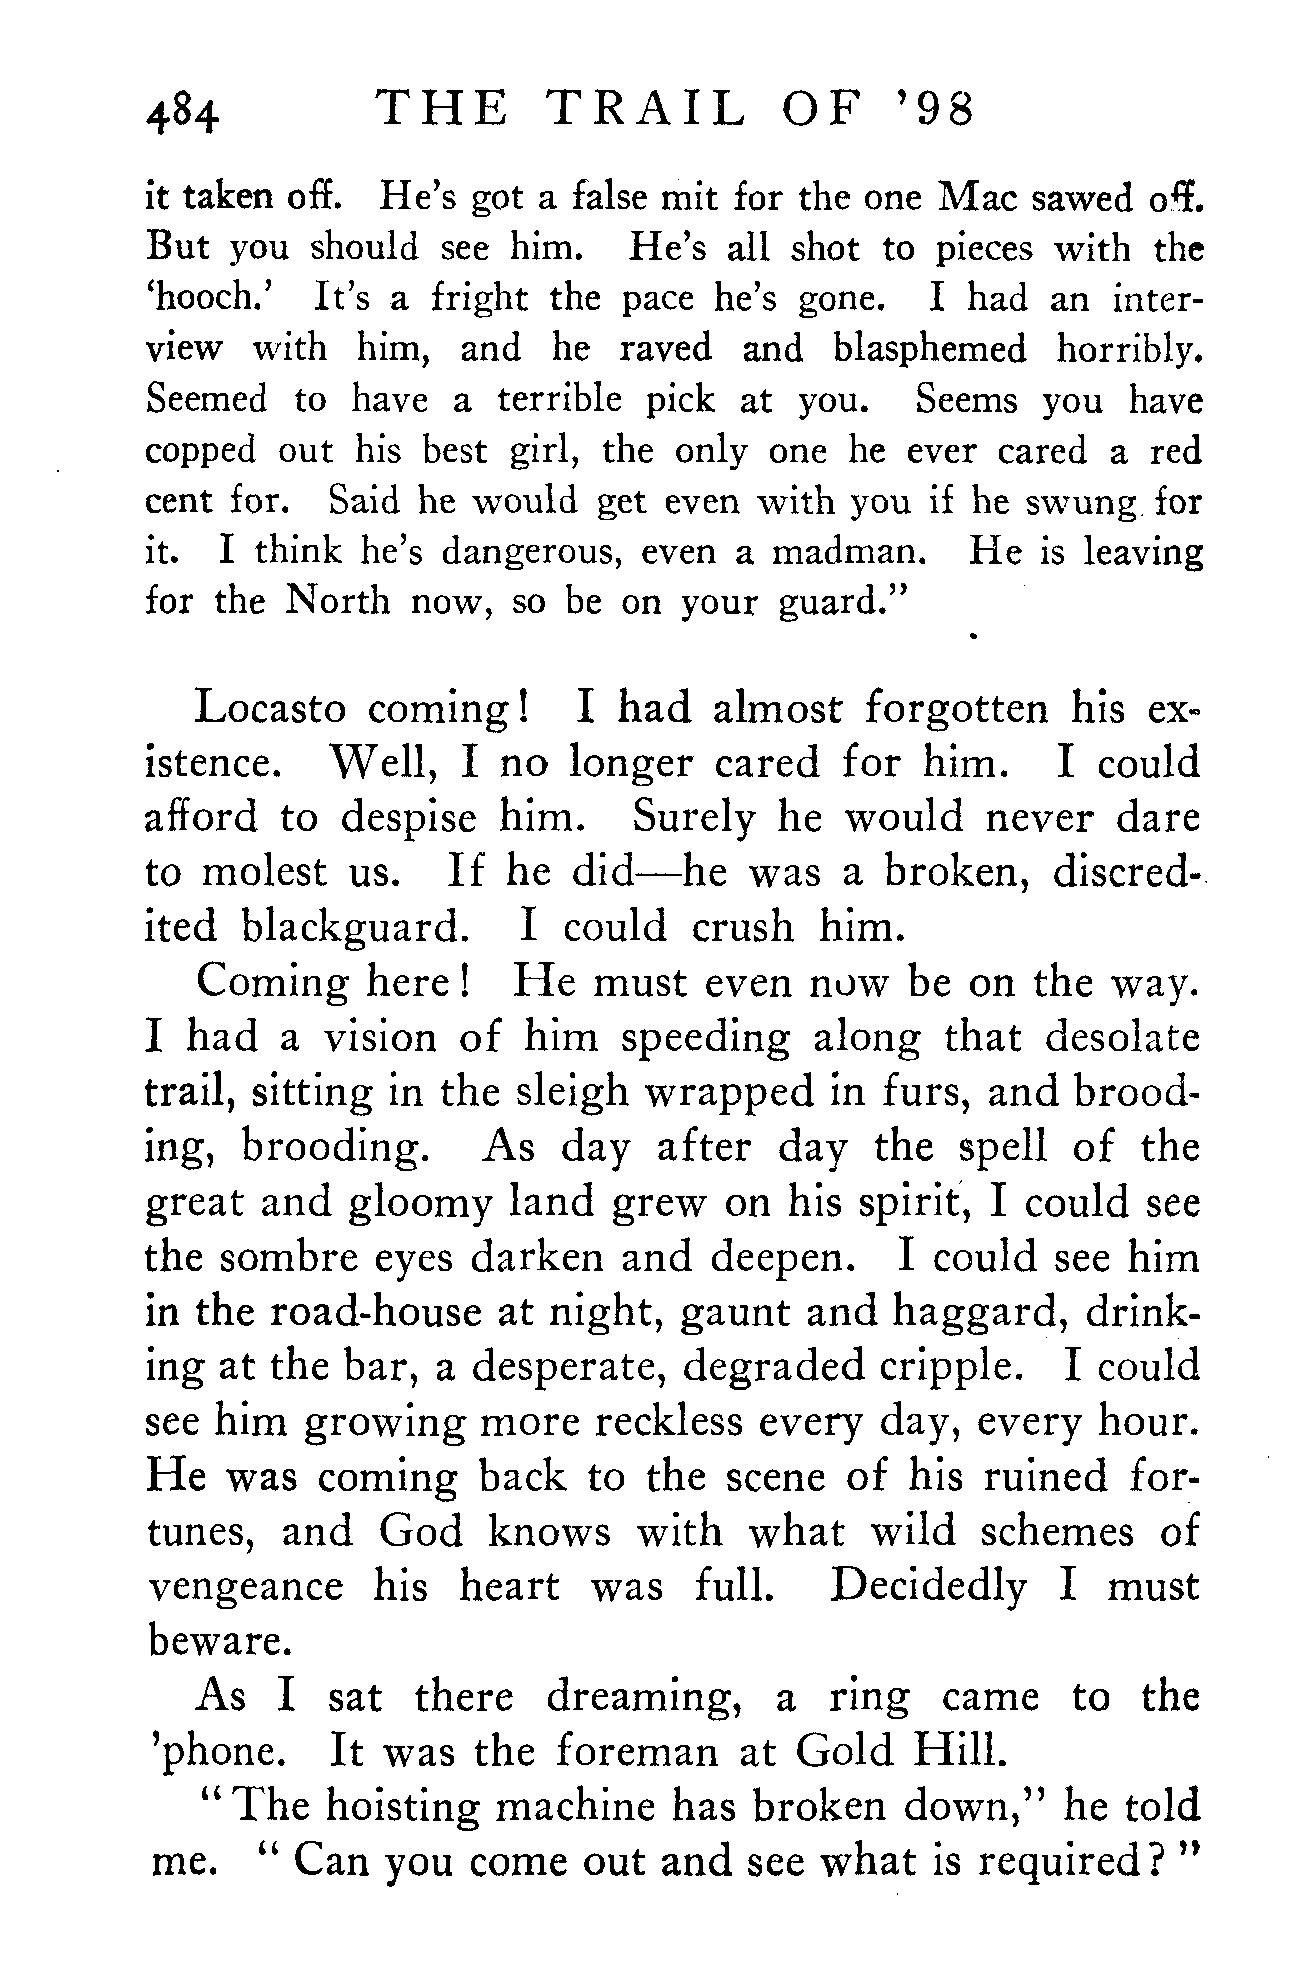 484 THE TRAIL OF '98
it taken off. He's got a false mit for the one Mac sawed off.
But you should see him. He's all shot to pieces with the
'hooch.' It's a fright the pace he's gone. I had an inter-
view with him, and he raved and blasphemed horribly.
Seemed to have a terrible pick at you. Seems you have
copped out his best girl, the only one he ever cared a red
cent for. Said he would get even with you if he swung for
it. I think he's dangerous, even a madman. He is leaving
for the North now, so be on your guard."
Locasto coming! I had almost forgotten his ex-
istence. Well, I no longer cared for him. I could
afford to despise him. Surely he would never dare
to molest us. If he did—he was a broken, discred-
ited blackguard. I could crush him.
Coming here! He must even now be on the way.
I had a vision of him speeding along that desolate
trail, sitting in the sleigh wrapped in furs, and brood-
ing, brooding. As day after day the spell of the
great and gloomy land grew on his spirit, I could see
the sombre eyes darken and deepen. I could see him
in the road-house at night, gaunt and haggard, drink-
ing at the bar, a desperate, degraded cripple. I could
see him growing more reckless every day, every hour.
He was coming back to the scene of his ruined for-
tunes, and God knows with what wild schemes of
vengeance his heart was full. Decidedly I must
beware.
As I sat there dreaming, a ring came to the
'phone. It was the foreman at Gold Hill.
"The hoisting machine has broken down," he told
me. "Can you come out and see what is required?"